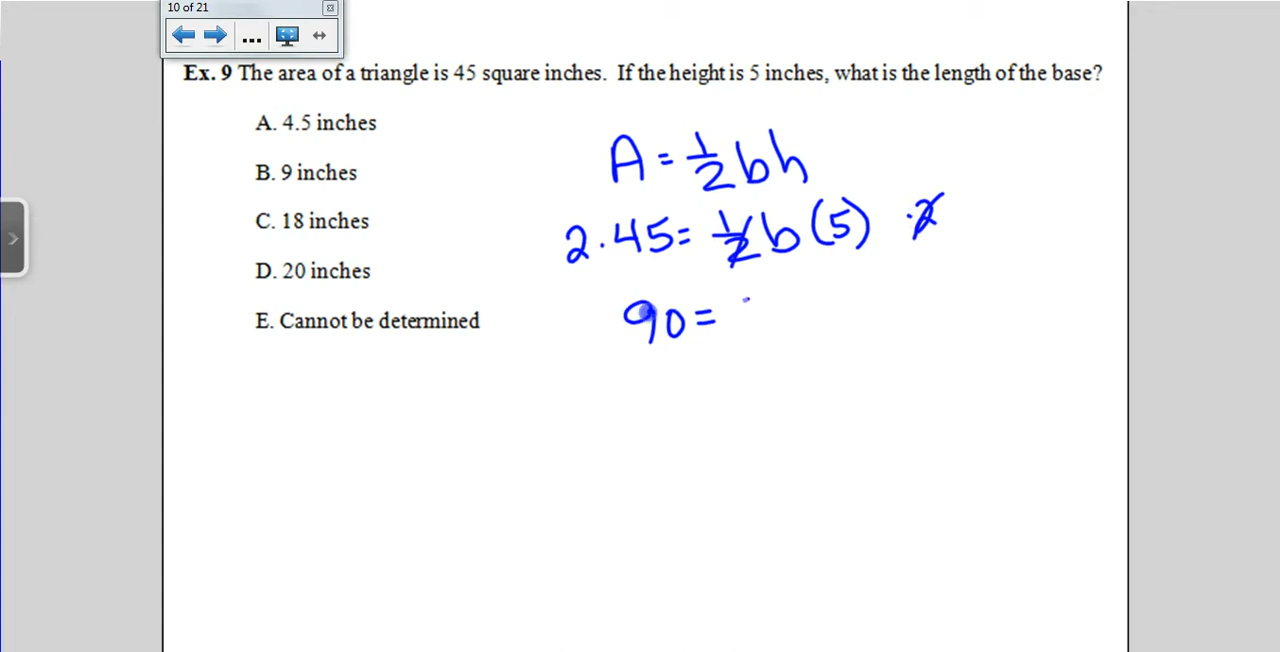 10 of 21
Ex. 9 The area of a triangle is 45 square inches. If the height is 5 inches, what is the length of the base?
A. 4.5 inches
B. 9 inches
C. 18 inches
D. 20 inches
E. Cannot be determined
A = 1/2 bh
2·45 = 1/2 b(5) ·2
90 =